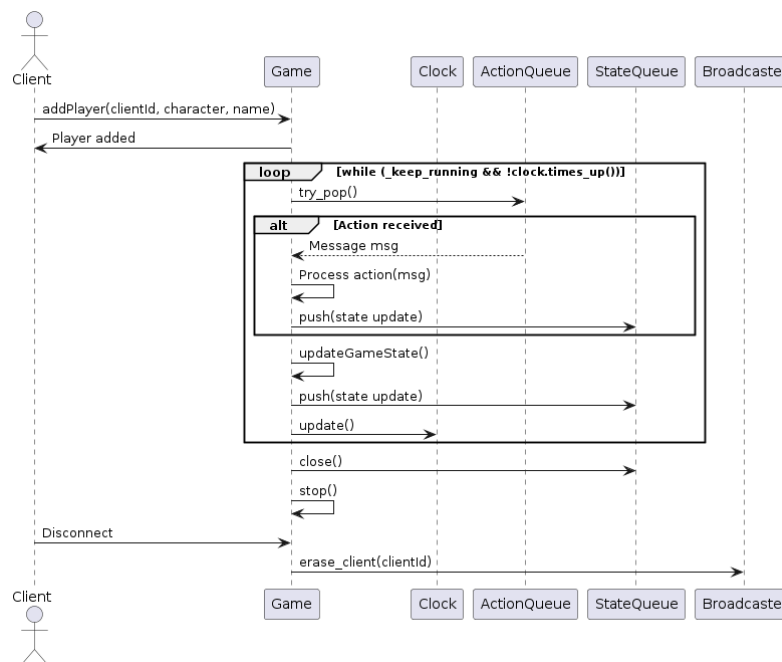 Client
Game
Clock
ActionQueue
StateQueue
Broadcaste
addPlayer(clientId, character, name)
Player added
loop [while (_keep_running && !clock.times_up())]
try_pop()
alt [Action received]
Message msg
Process action(msg)
push(state update)
updateGameState()
push(state update)
update()
close()
stop()
Disconnect
erase_client(clientId)
Client
Game
Clock
ActionQueue
StateQueue
Broadcaste